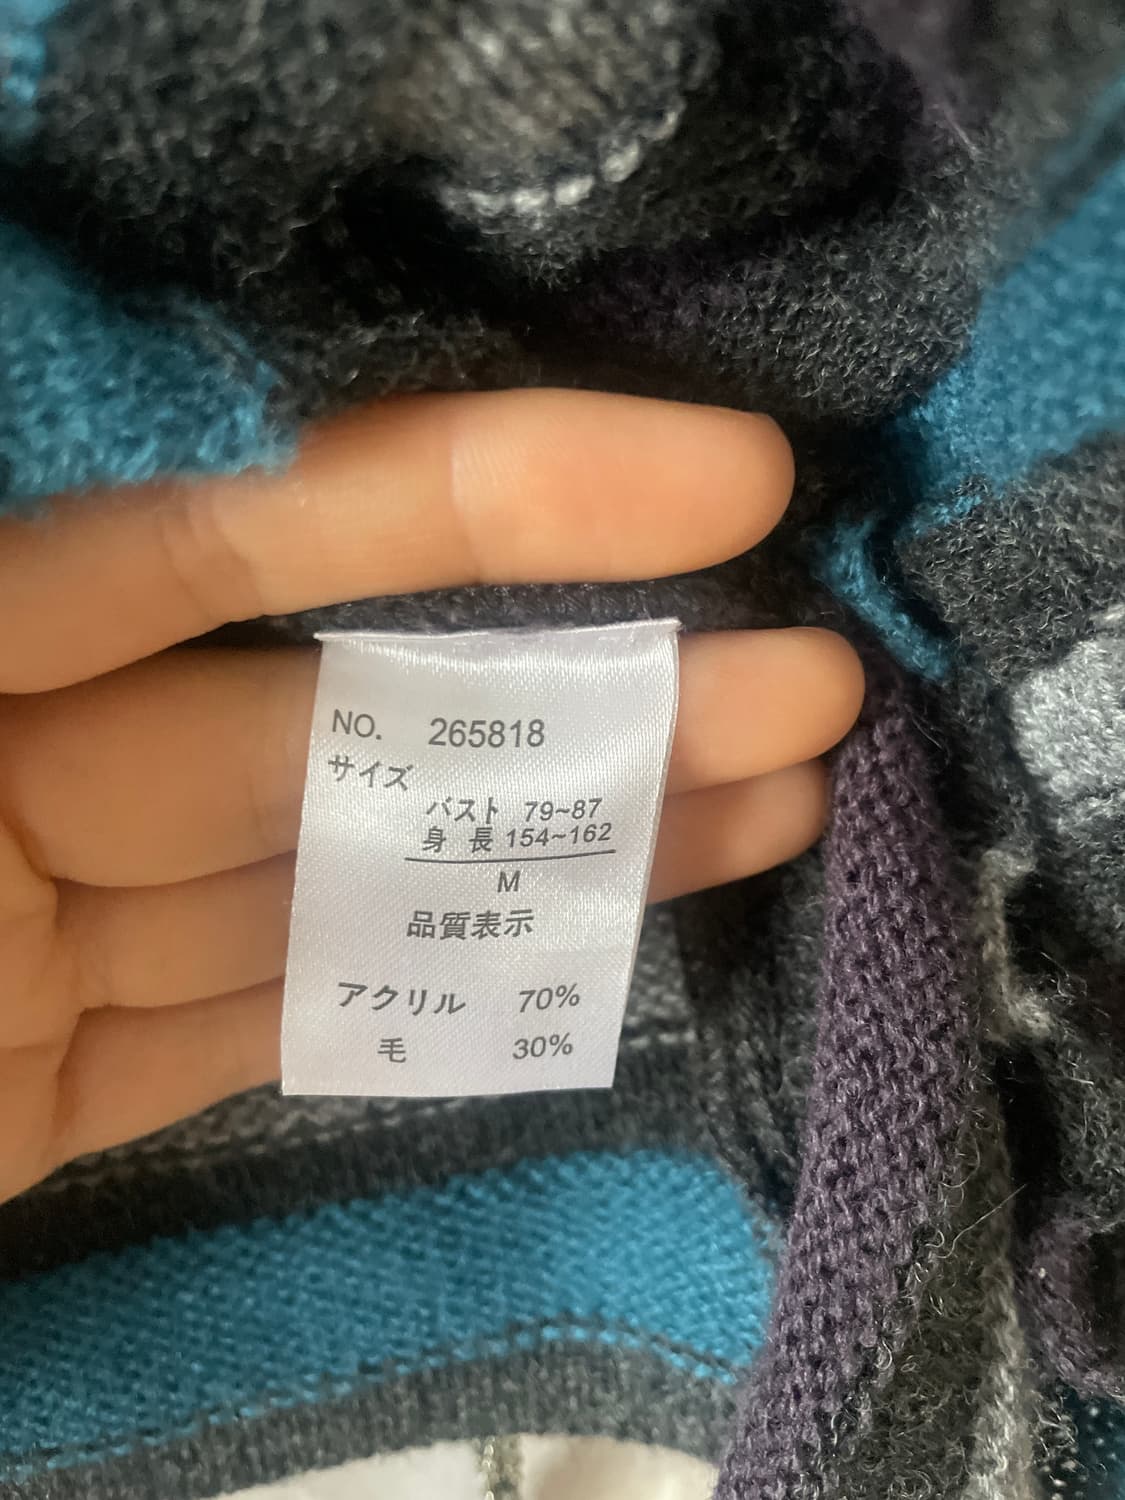 NO. 265818
サイズ
バスト 79~87
身 長 154~162
M
品質表示
アクリル 70%
毛 30%